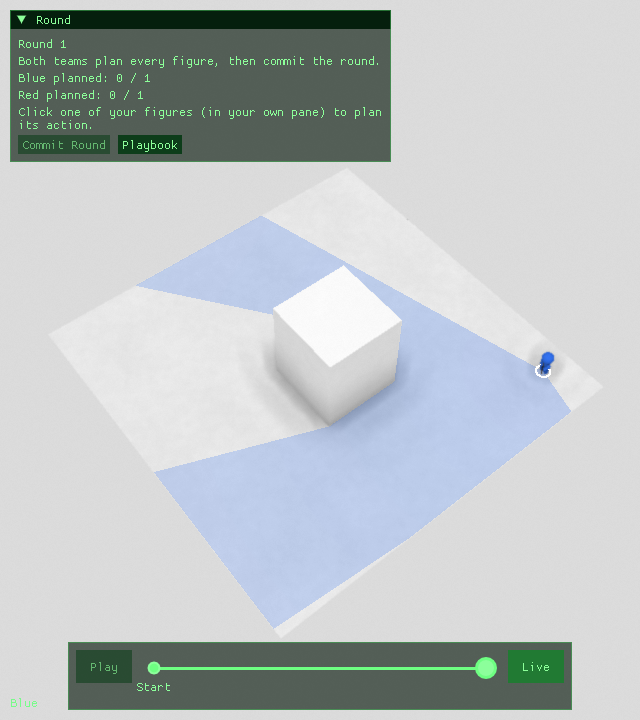 Round
Round 1
Both teams plan every figure, then commit the round.
Blue planned: 0 / 1
Red planned: 0 / 1
Click one of your figures (in your own pane) to plan
its action.
Commit Round Playbook
Play Live
Start
Blue